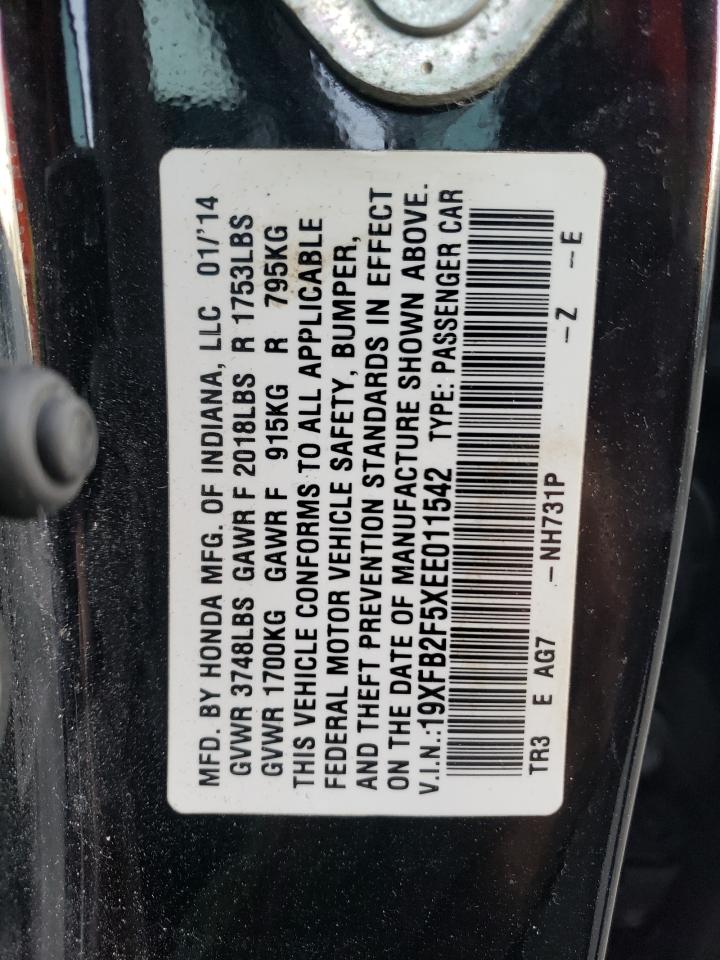 MFD. BY HONDA MFG. OF INDIANA, LLC 01/'14
GVWR 3748LBS GAWR F 2018LBS R 1753LBS
GVWR 1700KG GAWR F 915KG R 795KG
THIS VEHICLE CONFORMS TO ALL APPLICABLE
FEDERAL MOTOR VEHICLE SAFETY, BUMPER,
AND THEFT PREVENTION STANDARDS IN EFFECT
ON THE DATE OF MANUFACTURE SHOWN ABOVE.
V.I.N.:19XFB2F5XEE011542 TYPE: PASSENGER CAR
TR3 E AG7 -NH731P -Z -E